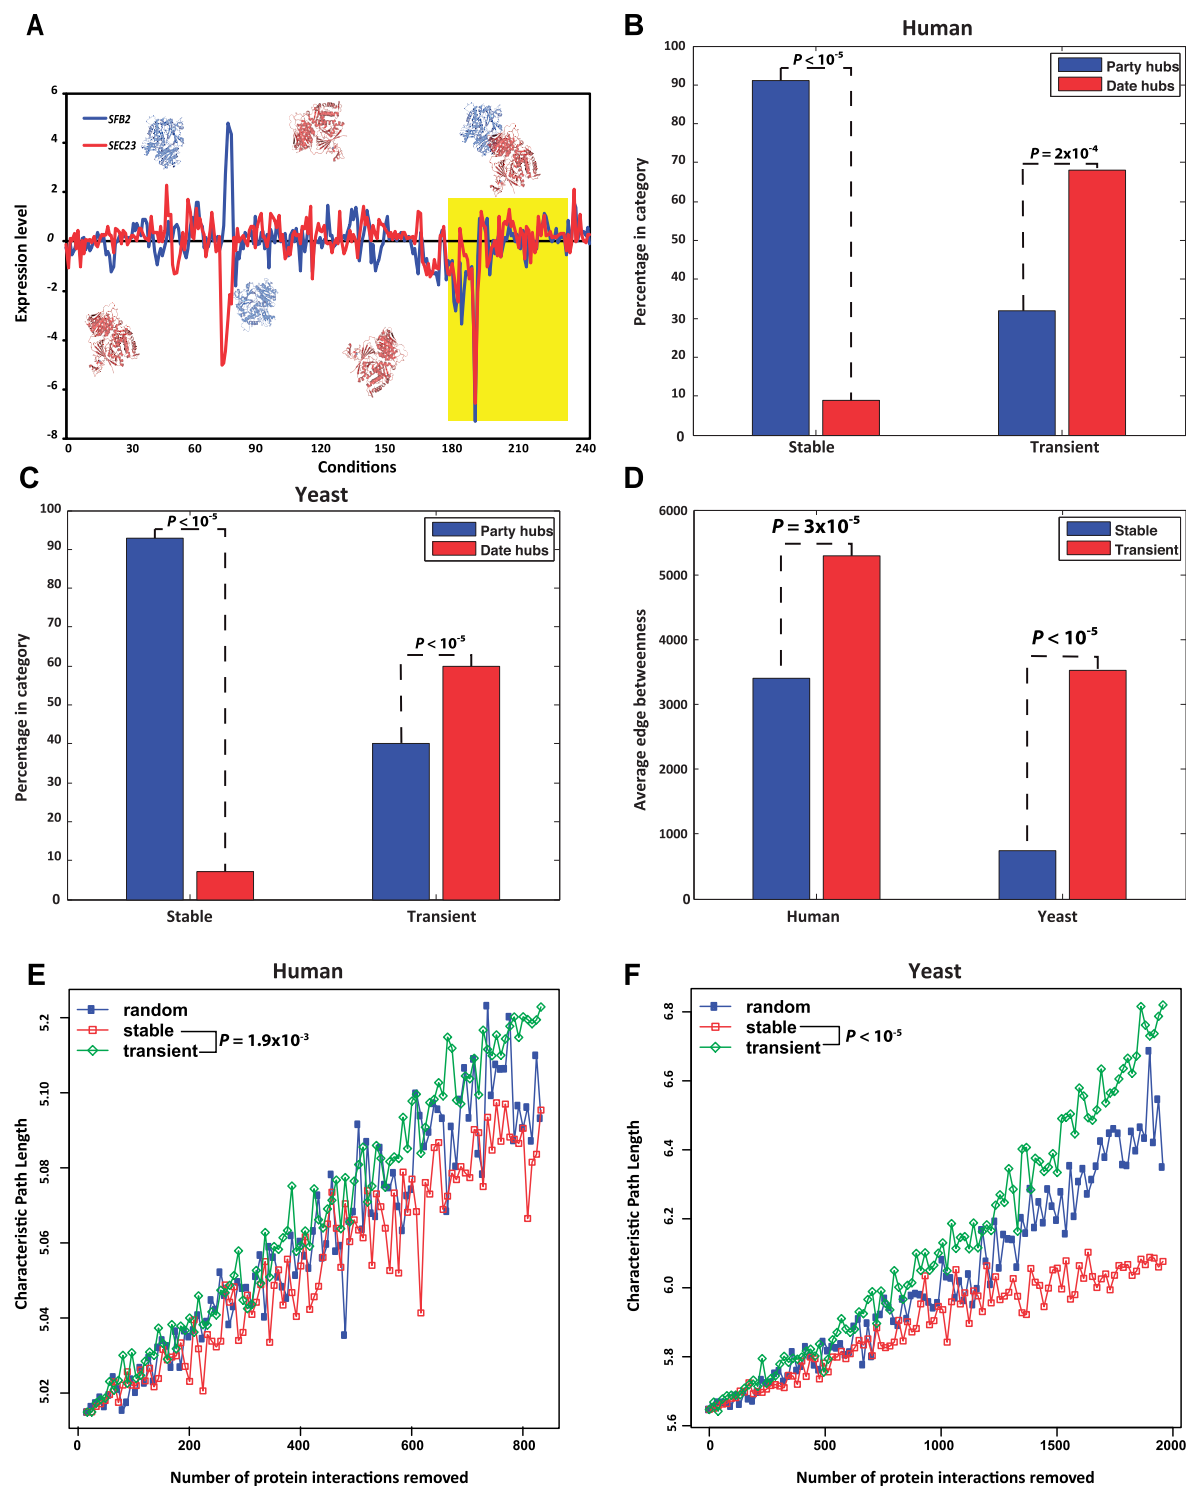 A
6
4
2
0
-2
-4
-6
-8
SFB2
SEC23
Expression level
0 30 60 90 120 150 180 210 240
Conditions
B
Human
100
90
80
70
60
50
40
30
20
10
0
P < 10-5
P = 2x10-4
Party hubs
Date hubs
Percentage in category
Stable Transient
C
Yeast
100
90
80
70
60
50
40
30
20
10
0
P < 10-5
P < 10-5
Party hubs
Date hubs
Percentage in category
Stable Transient
D
6000
5000
4000
3000
2000
1000
0
P = 3x10-5
P < 10-5
Stable
Transient
Average edge betweenness
Human Yeast
E
Human
random
stable
transient
P = 1.9x10-3
5.2
5.10
5.08
5.06
5.04
5.02
Characteristic Path Length
0 200 400 600 800
Number of protein interactions removed
F
Yeast
random
stable
transient
P < 10-5
6.8
6.6
6.4
6.2
6.0
5.8
5.6
Characteristic Path Length
0 500 1000 1500 2000
Number of protein interactions removed